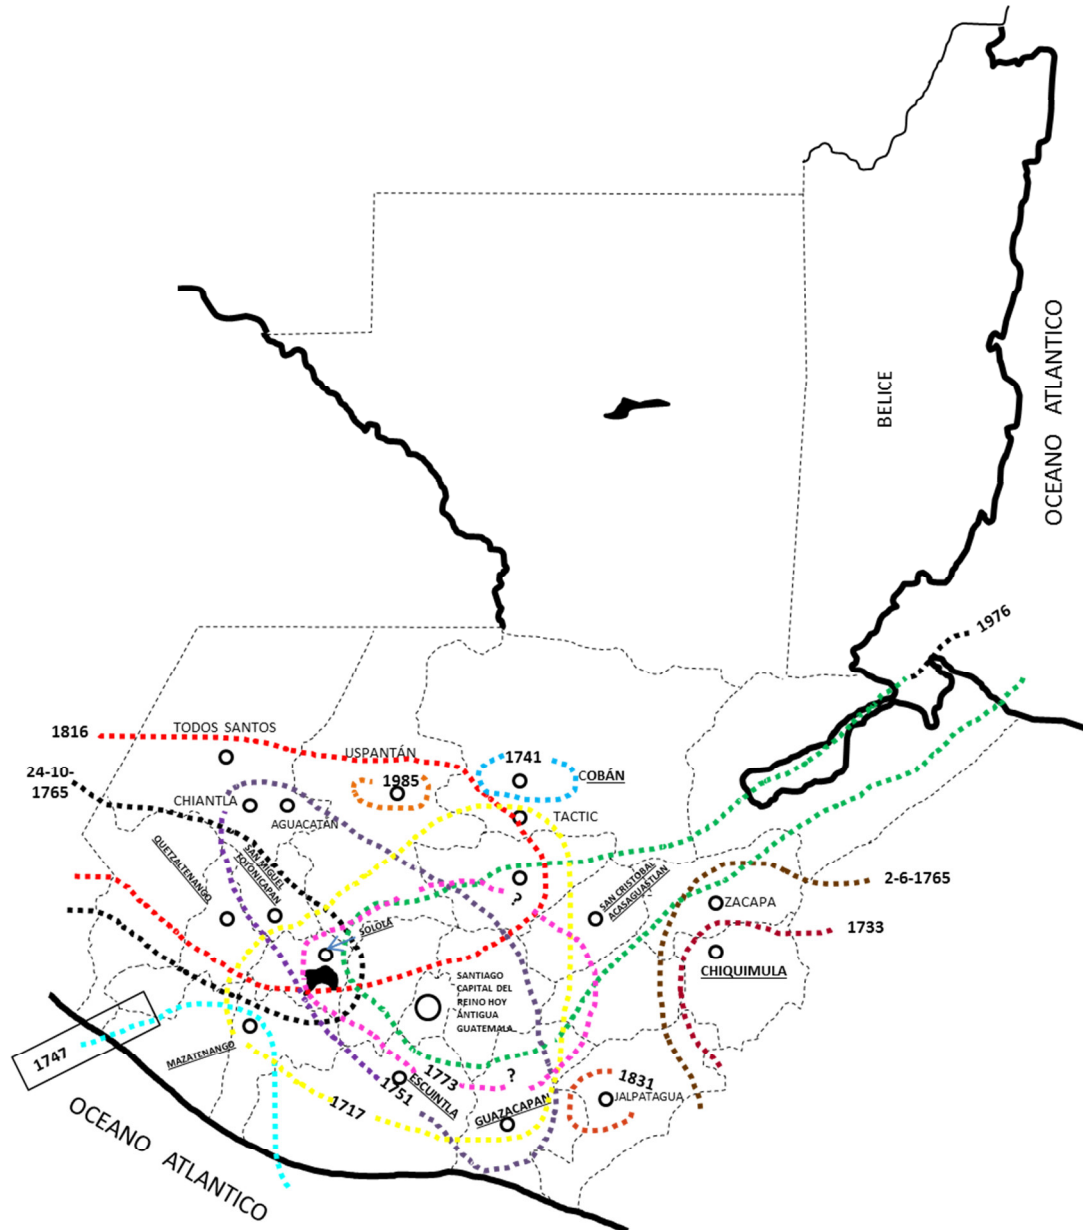 BELICE
OCEANO ATLANTICO
1976
TODOS SANTOS
1816
USPANTÁN
1741
24-10-
1765
1985
COBÁN
CHIANTLA
AGUACATÁN
TACTIC
QUETZALTENANGO
SAN MIGUEL
TOTONICAPAN
SAN CRISTOBAL
ACASAGUASTLAN
2-6-1765
ZACAPA
?
SOLOLÁ
1733
CHIQUIMULA
SANTIAGO
CAPITAL DEL
REINO HOY
ANTIGUA
GUATEMALA
1747
MAZATENANGO
1773
?
ESCUINTLA
1751
1831
JALPATAGUA
1717
GUAZACAPAN
OCEANO ATLANTICO